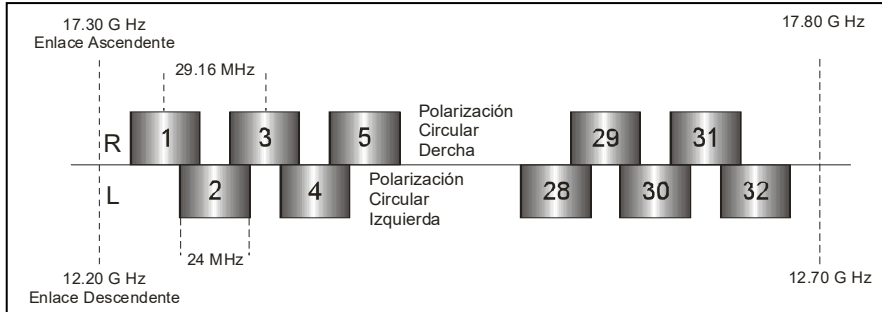 17.30 G Hz
Enlace Ascendente
17.80 G Hz
29.16 MHz
R
1
3
5
Polarización
Circular
Dercha
29
31
L
2
4
Polarización
Circular
Izquierda
28
30
32
24 MHz
12.20 G Hz
Enlace Descendente
12.70 G Hz